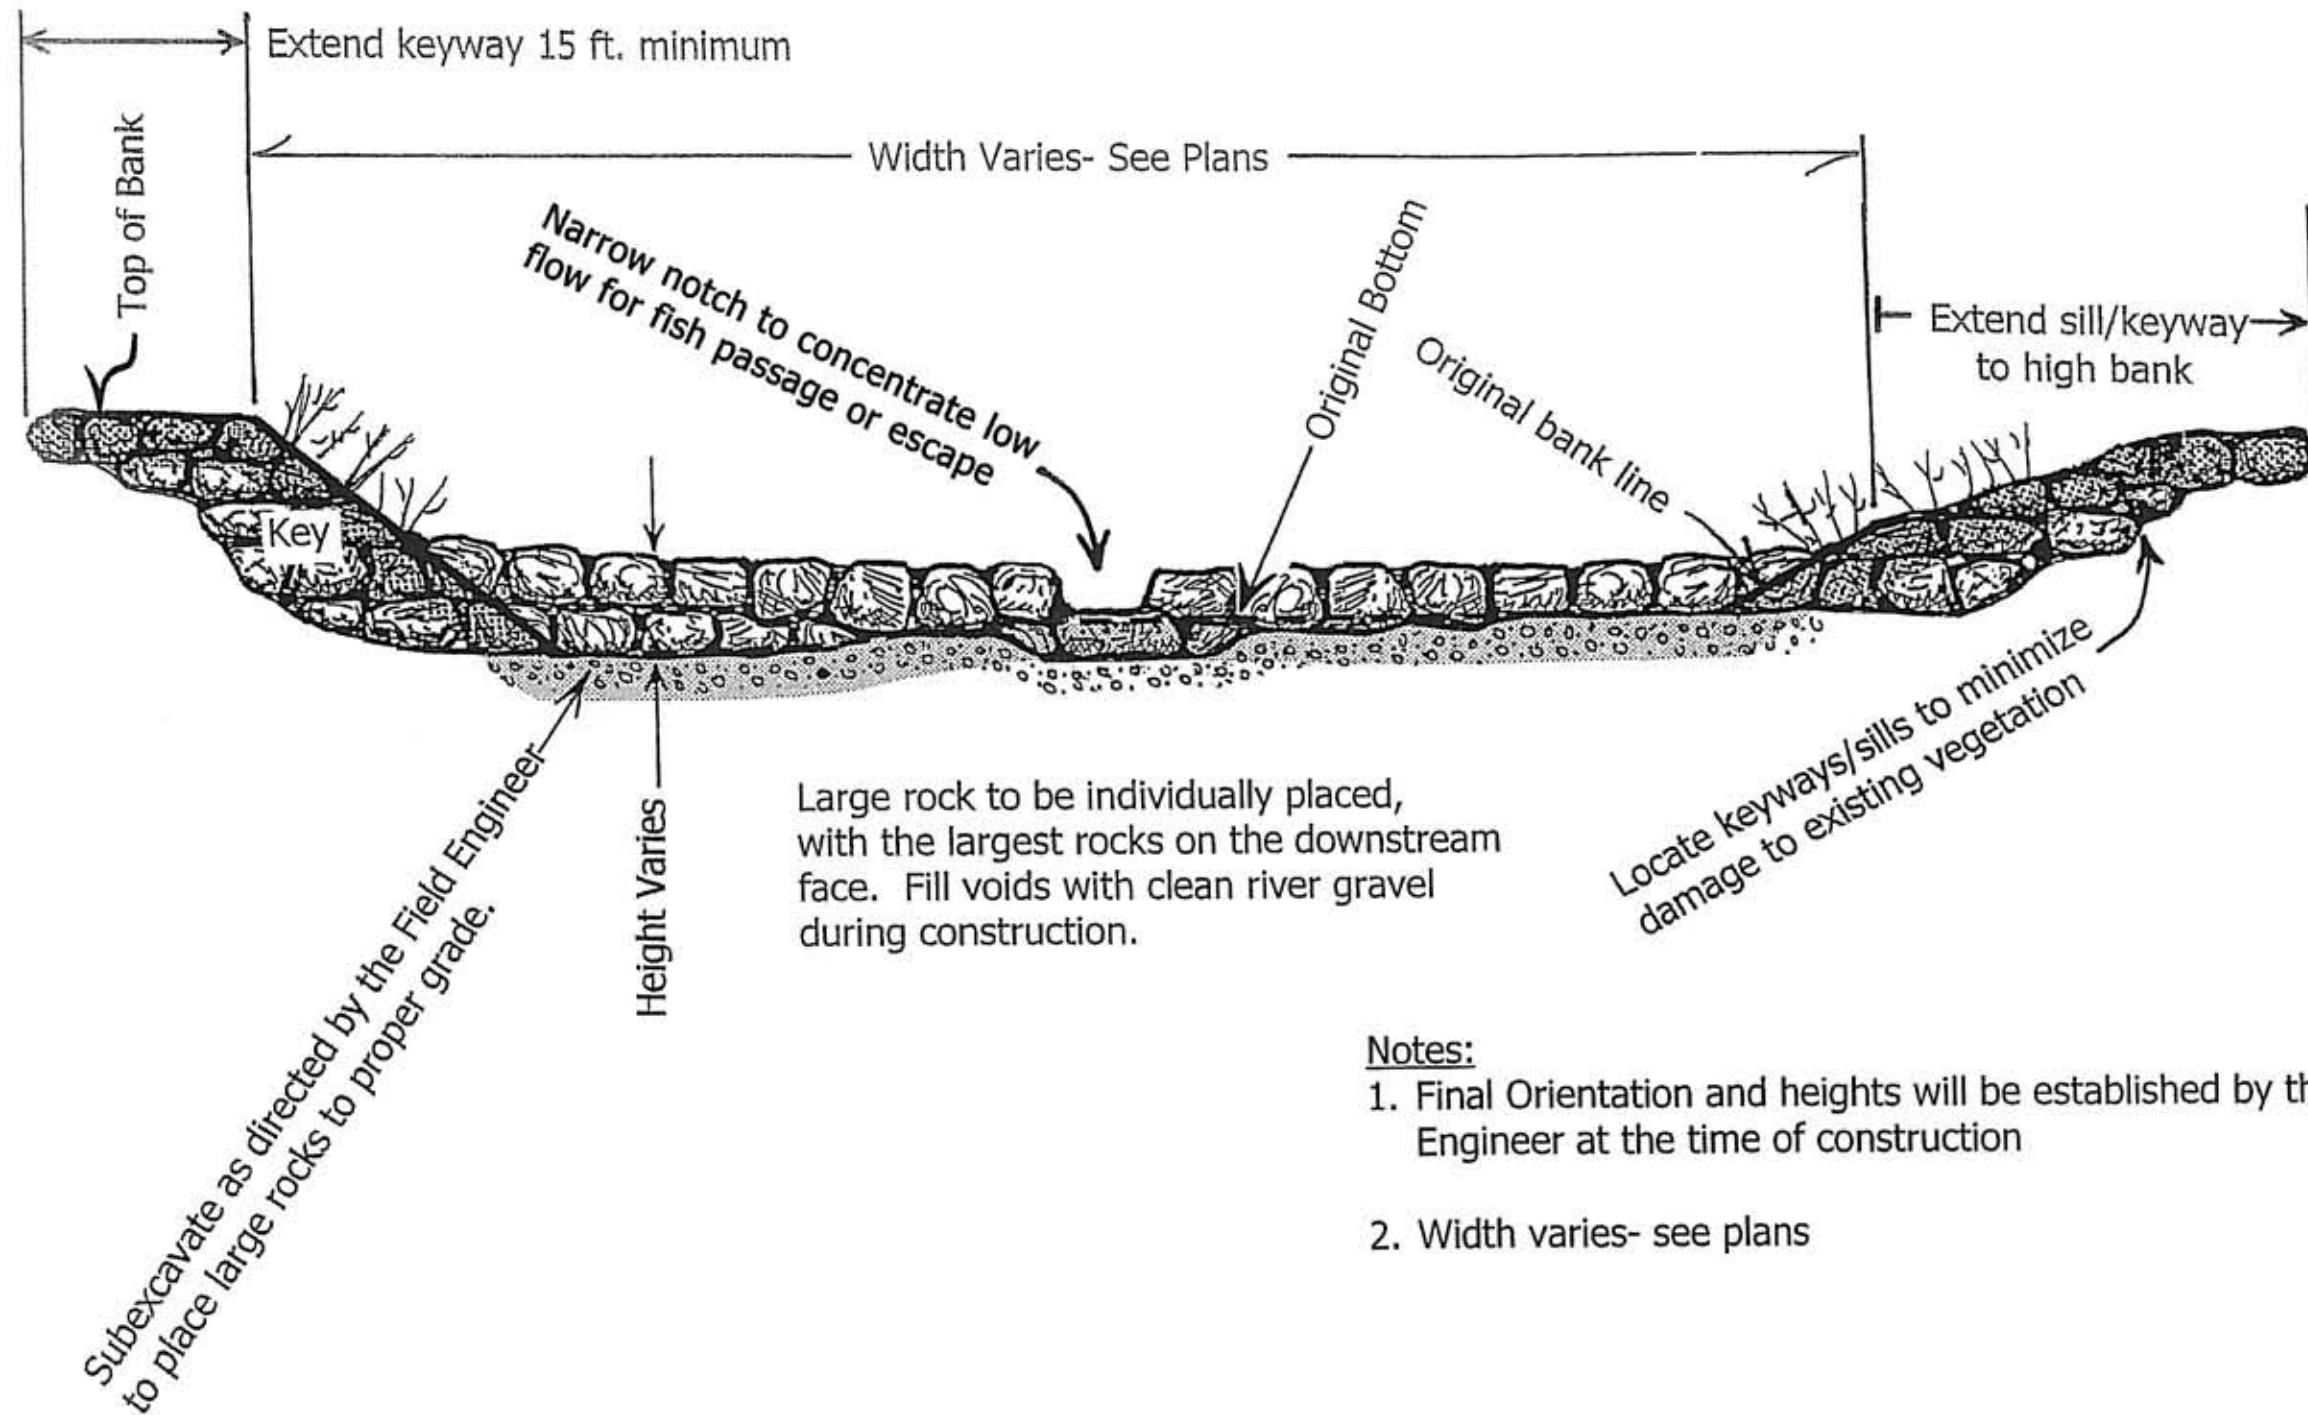 Extend keyway 15 ft. minimum
Top of Bank
Width Varies- See Plans
Narrow notch to concentrate low
flow for fish passage or escape
Original Bottom
Original bank line
Extend sill/keyway
to high bank
Key
Subexcavate as directed by the Field Engineer
to place large rocks to proper grade.
Height Varies
Large rock to be individually placed,
with the largest rocks on the downstream
face. Fill voids with clean river gravel
during construction.
Locate keyways/sills to minimize
damage to existing vegetation
Notes:
1. Final Orientation and heights will be established by th
Engineer at the time of construction
2. Width varies- see plans